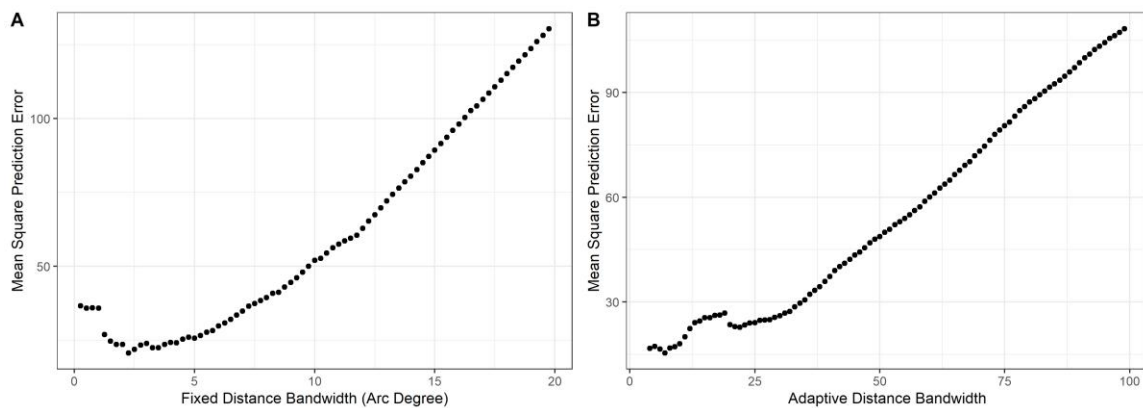 A
Mean Square Prediction Error
100
50
0
5
10
15
20
Fixed Distance Bandwidth (Arc Degree)
B
Mean Square Prediction Error
90
60
30
0
25
50
75
100
Adaptive Distance Bandwidth